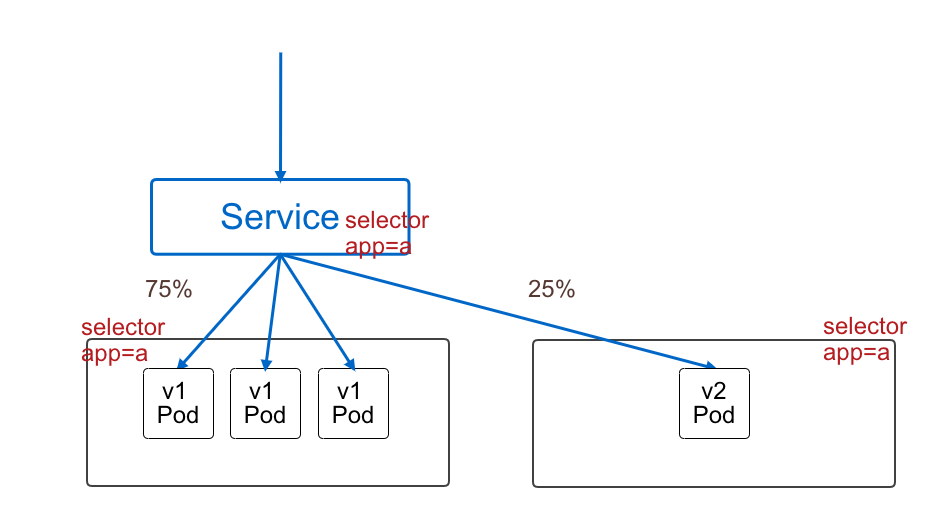 Service
selector
app=a
75%
25%
selector
app=a
selector
app=a
v1
Pod
v1
Pod
v1
Pod
v2
Pod